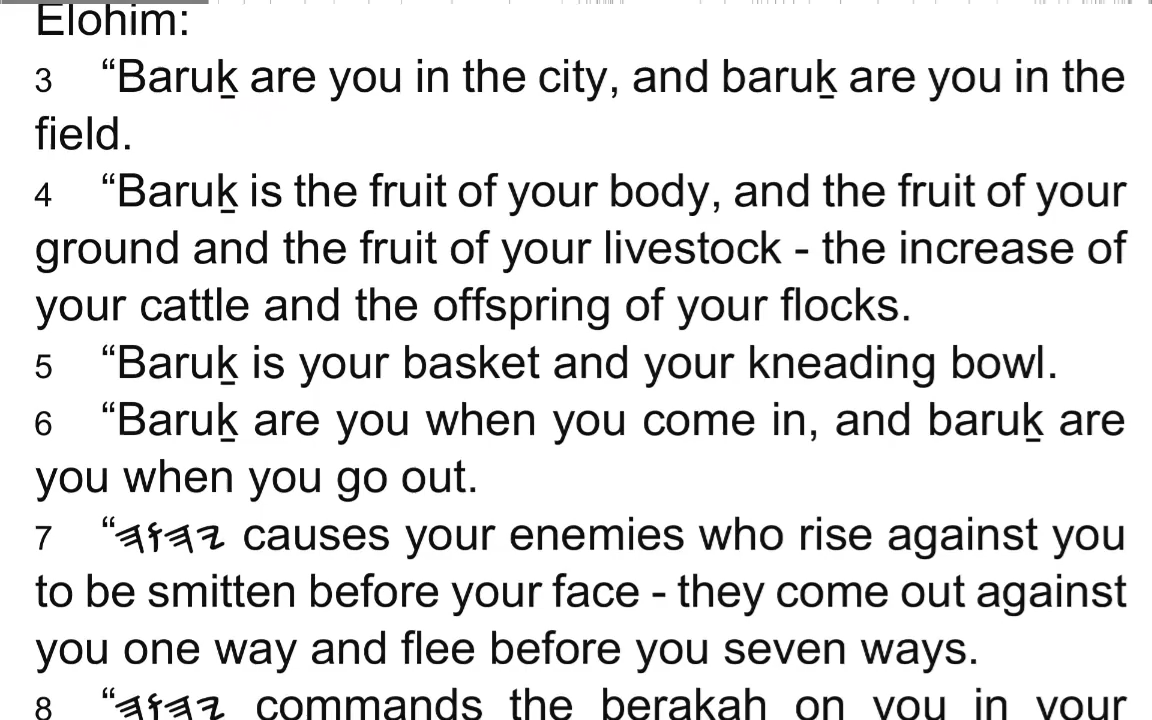 Elohim:
3 “Baruḵ are you in the city, and baruḵ are you in the
field.
4 “Baruḵ is the fruit of your body, and the fruit of your
ground and the fruit of your livestock - the increase of
your cattle and the offspring of your flocks.
5 “Baruḵ is your basket and your kneading bowl.
6 “Baruḵ are you when you come in, and baruḵ are
you when you go out.
7 “𐤉𐤄𐤅𐤄 causes your enemies who rise against you
to be smitten before your face - they come out against
you one way and flee before you seven ways.
8 “𐤉𐤄𐤅𐤄 commands the berakah on you in your